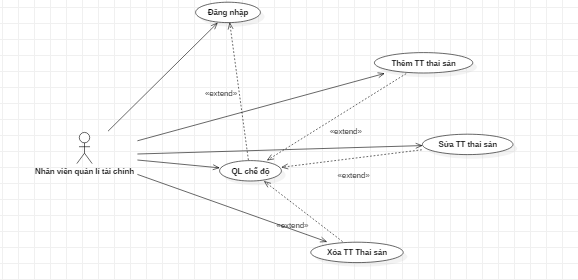 Đăng nhập
«extend»
Thêm TT thai sản
«extend»
Sửa TT thai sản
Nhân viên quản lí tài chính
QL chế độ
«extend»
«extend»
Xóa TT Thai sản